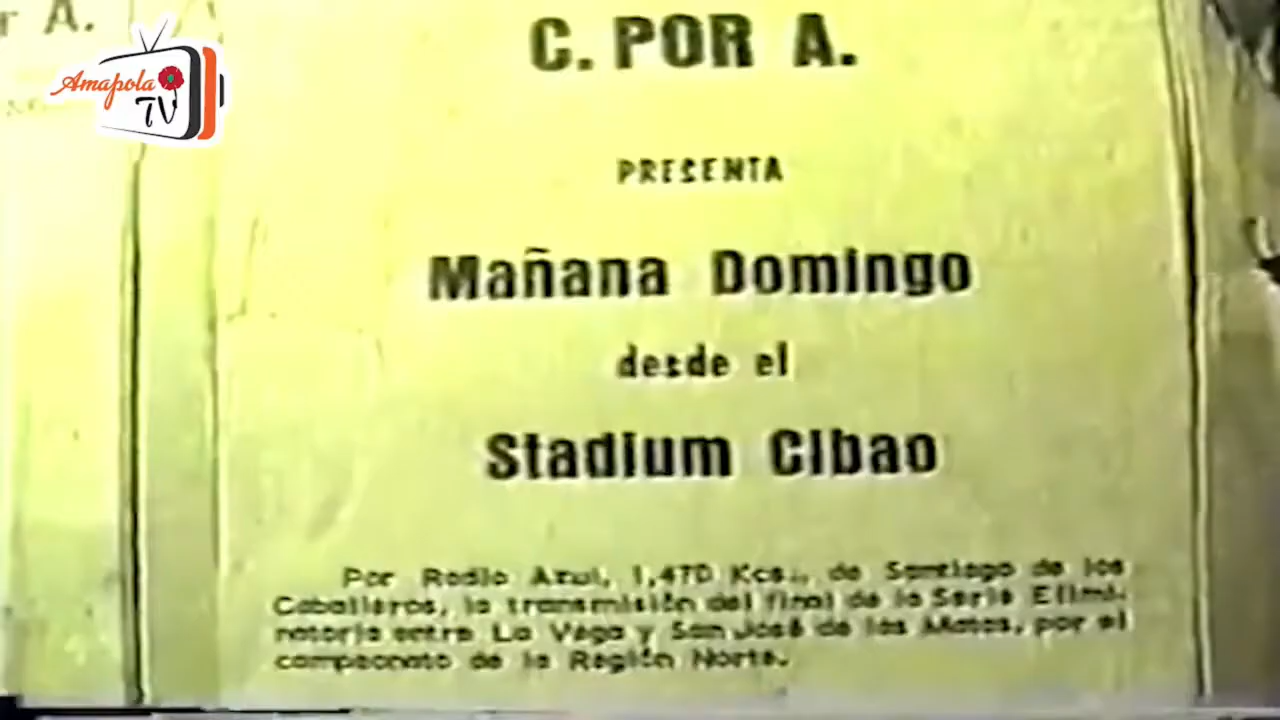 r A.
Amapola
TV
C. POR A.
PRESENTA
Mañana Domingo
desde el
Stadium Cibao
Por Radio Azul, 1,470 Kcs., de Santiago de los
Caballeros, la transmisión del final de la Serie Elimi-
natoria entre La Vega y San José de las Matas, por el
campeonato de la Región Norte.